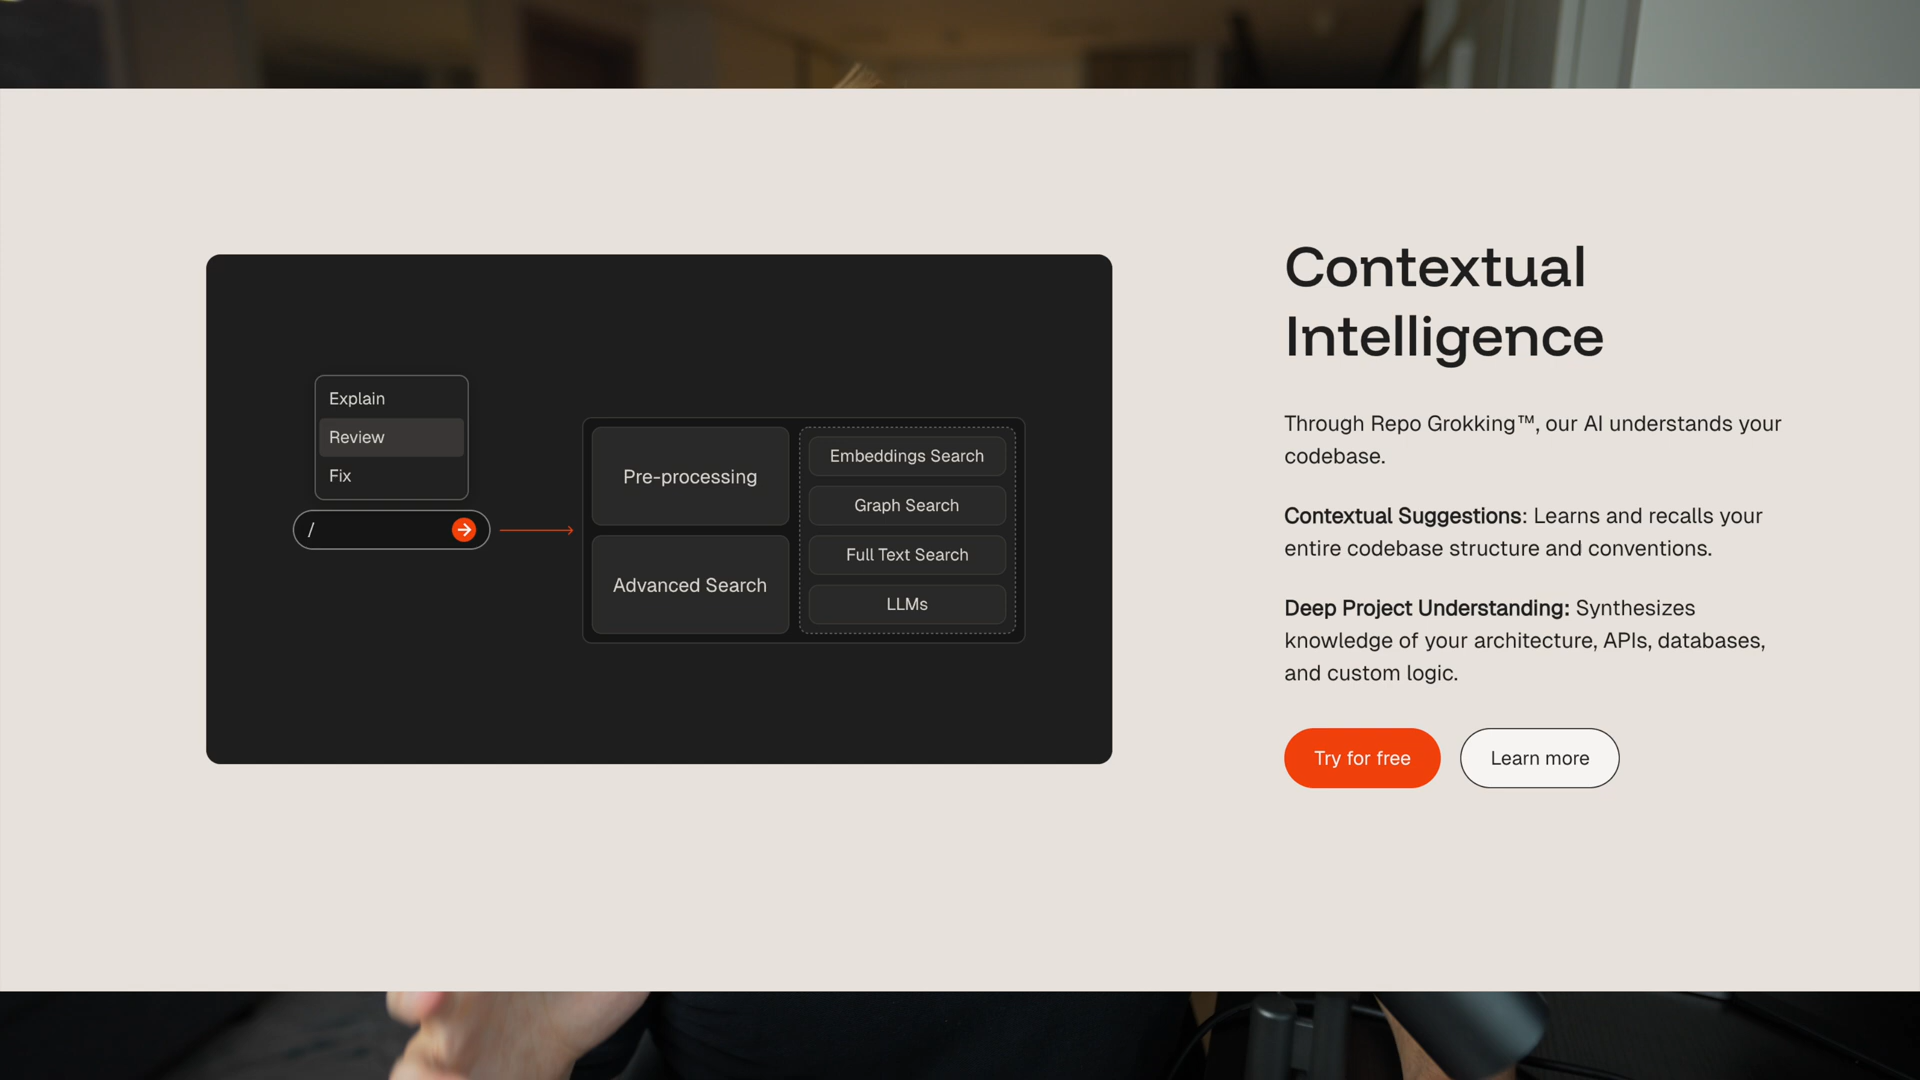 Explain
Review
Fix
/
Pre-processing
Advanced Search
Embeddings Search
Graph Search
Full Text Search
LLMs
Contextual
Intelligence
Through Repo Grokking™, our AI understands your
codebase.
Contextual Suggestions: Learns and recalls your
entire codebase structure and conventions.
Deep Project Understanding: Synthesizes
knowledge of your architecture, APIs, databases,
and custom logic.
Try for free
Learn more